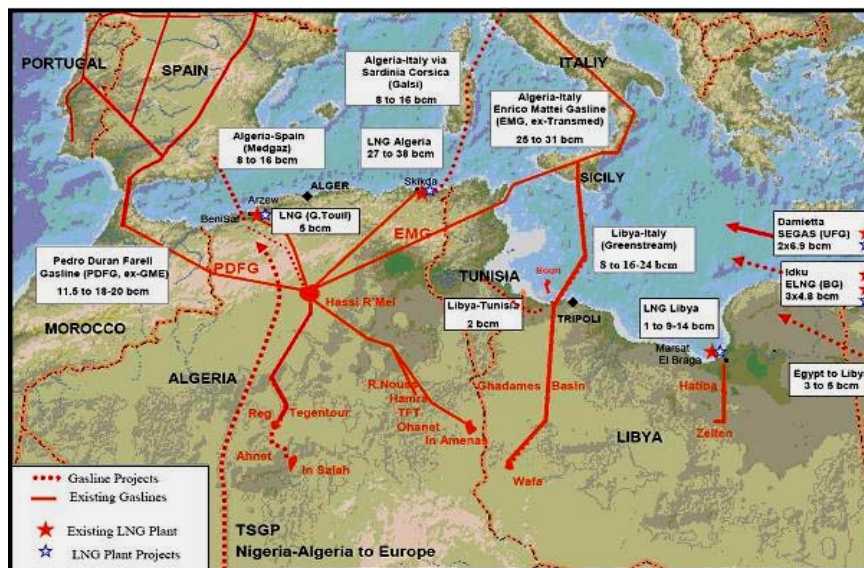 PORTUGAL
SPAIN
Algeria-Italy via
Sardinia Corsica
(Galsi)
8 to 16 bcm
ITALIY
Algeria-Italy
Enrico Mattei Gasline
(EMG, ex-Transmed)
25 to 31 bcm
Algeria-Spain
(Medgaz)
8 to 16 bcm
LNG Algeria
27 to 38 bcm
SICILY
ALGER
Skikda
Arzew
BeniSaf
LNG (G.Touil)
5 bcm
EMG
Damietta
SEGAS (UFG)
2x6.9 bcm
Pedro Duran Farell
Gasline (PDFG, ex-GME)
11.5 to 18-20 bcm
PDFG
Libya-Italy
(Greenstream)
8 to 16-24 bcm
Idku
ELNG (BG)
3x4.8 bcm
TUNISIA
Bouri
Hassi R'Mel
Libya-Tunisia
2 bcm
TRIPOLI
LNG Libya
1 to 9-14 bcm
MOROCCO
Marsat
El Braga
Egypt to Libya
3 to 5 bcm
ALGERIA
R.Nouss
Hamra
TFT
Ohanet
In Amenas
Ghadames
Basin
Hatiba
Zelten
Reg
Tegentour
Ahnet
In Salah
Wafa
LIBYA
Gasline Projects
Existing Gaslines
Existing LNG Plant
LNG Plant Projects
TSGP
Nigeria-Algeria to Europe